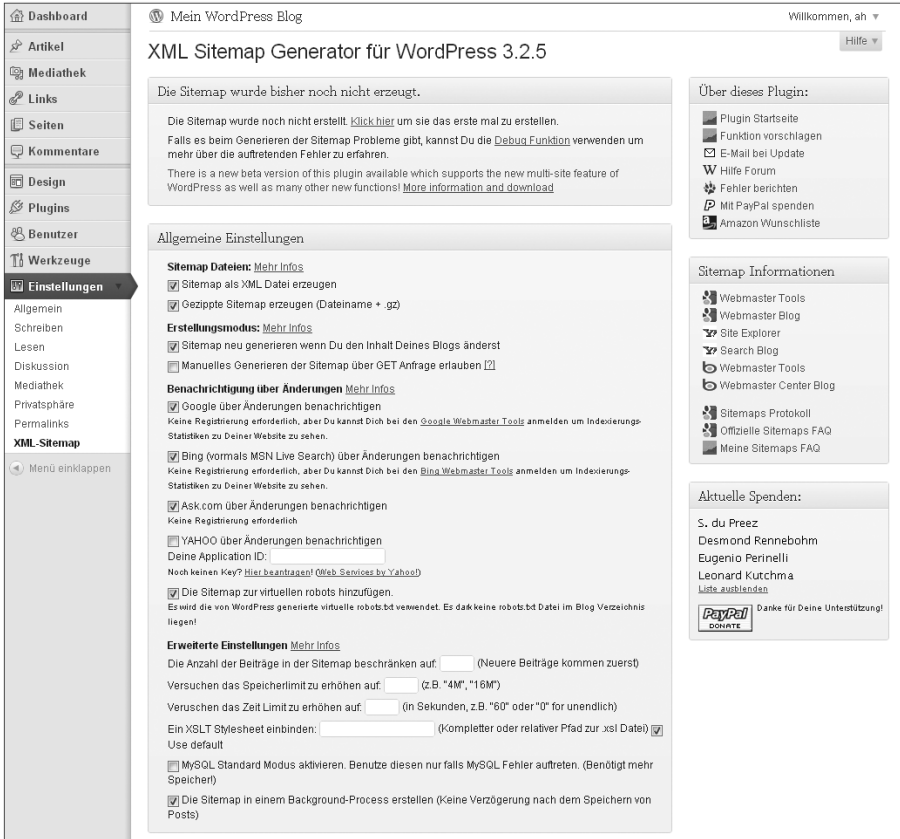 Dashboard
Artikel
Mediathek
Links
Seiten
Kommentare
Design
Plugins
Benutzer
Werkzeuge
Einstellungen
Allgemein
Schreiben
Lesen
Diskussion
Mediathek
Privatsphäre
Permalinks
XML-Sitemap
Menü einklappen
Mein WordPress Blog
Willkommen, ah
Hilfe
XML Sitemap Generator für WordPress 3.2.5
Die Sitemap wurde bisher noch nicht erzeugt.
Die Sitemap wurde noch nicht erstellt. Klick hier um sie das erste mal zu erstellen.
Falls es beim Generieren der Sitemap Probleme gibt, kannst Du die Debug Funktion verwenden um
mehr über die auftretenden Fehler zu erfahren.
There is a new beta version of this plugin available which supports the new multi-site feature of
WordPress as well as many other new functions! More information and download
Allgemeine Einstellungen
Sitemap Dateien: Mehr Infos
Sitemap als XML Datei erzeugen
Gezippte Sitemap erzeugen (Dateiname + .gz)
Erstellungsmodus: Mehr Infos
Sitemap neu generieren wenn Du den Inhalt Deines Blogs änderst
Manuelles Generieren der Sitemap über GET Anfrage erlauben [?]
Benachrichtigung über Änderungen Mehr Infos
Google über Änderungen benachrichtigen
Keine Registrierung erforderlich, aber Du kannst Dich bei den Google Webmaster Tools anmelden um Indexierungs-
Statistiken zu Deiner Website zu sehen.
Bing (vormals MSN Live Search) über Änderungen benachrichtigen
Keine Registrierung erforderlich, aber Du kannst Dich bei den Bing Webmaster Tools anmelden um Indexierungs-
Statistiken zu Deiner Website zu sehen.
Ask.com über Änderungen benachrichtigen
Keine Registrierung erforderlich
YAHOO über Änderungen benachrichtigen
Deine Application ID:
Noch keinen Key? Hier beantragen! (Web Services by Yahoo!)
Die Sitemap zur virtuellen robots hinzufügen.
Es wird die von WordPress generierte virtuelle robots.txt verwendet. Es dark keine robots.txt Datei im Blog Verzeichnis
liegen!
Erweiterte Einstellungen Mehr Infos
Die Anzahl der Beiträge in der Sitemap beschränken auf: (Neuere Beiträge kommen zuerst)
Versuchen das Speicherlimit zu erhöhen auf: (z.B. "4M", "16M")
Veruschen das Zeit Limit zu erhöhen auf: (in Sekunden, z.B. "60" oder "0" for unendlich)
Ein XSLT Stylesheet einbinden: (Kompletter oder relativer Pfad zur .xsl Datei)
Use default
MySQL Standard Modus aktivieren. Benutze diesen nur falls MySQL Fehler auftreten. (Benötigt mehr
Speicher!)
Die Sitemap in einem Background-Process erstellen (Keine Verzögerung nach dem Speichern von
Posts)
Über dieses Plugin:
Plugin Startseite
Funktion vorschlagen
E-Mail bei Update
Hilfe Forum
Fehler berichten
Mit PayPal spenden
Amazon Wunschliste
Sitemap Informationen
Webmaster Tools
Webmaster Blog
Site Explorer
Search Blog
Webmaster Tools
Webmaster Center Blog
Sitemaps Protokoll
Offizielle Sitemaps FAQ
Meine Sitemaps FAQ
Aktuelle Spenden:
S. du Preez
Desmond Rennebohm
Eugenio Perinelli
Leonard Kutchma
Liste ausblenden
PayPal
DONATE
Danke für Deine Unterstützung!